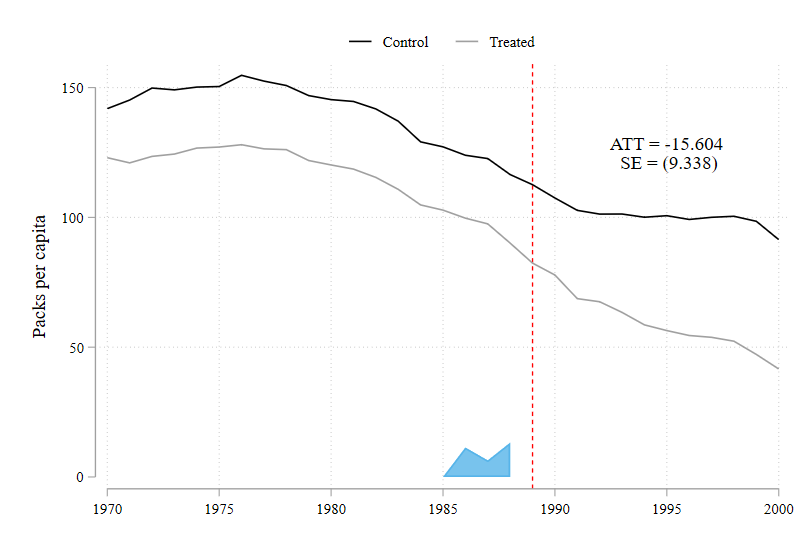 Control Treated
150
100
50
0
Packs per capita
ATT = -15.604
SE = (9.338)
1970 1975 1980 1985 1990 1995 2000